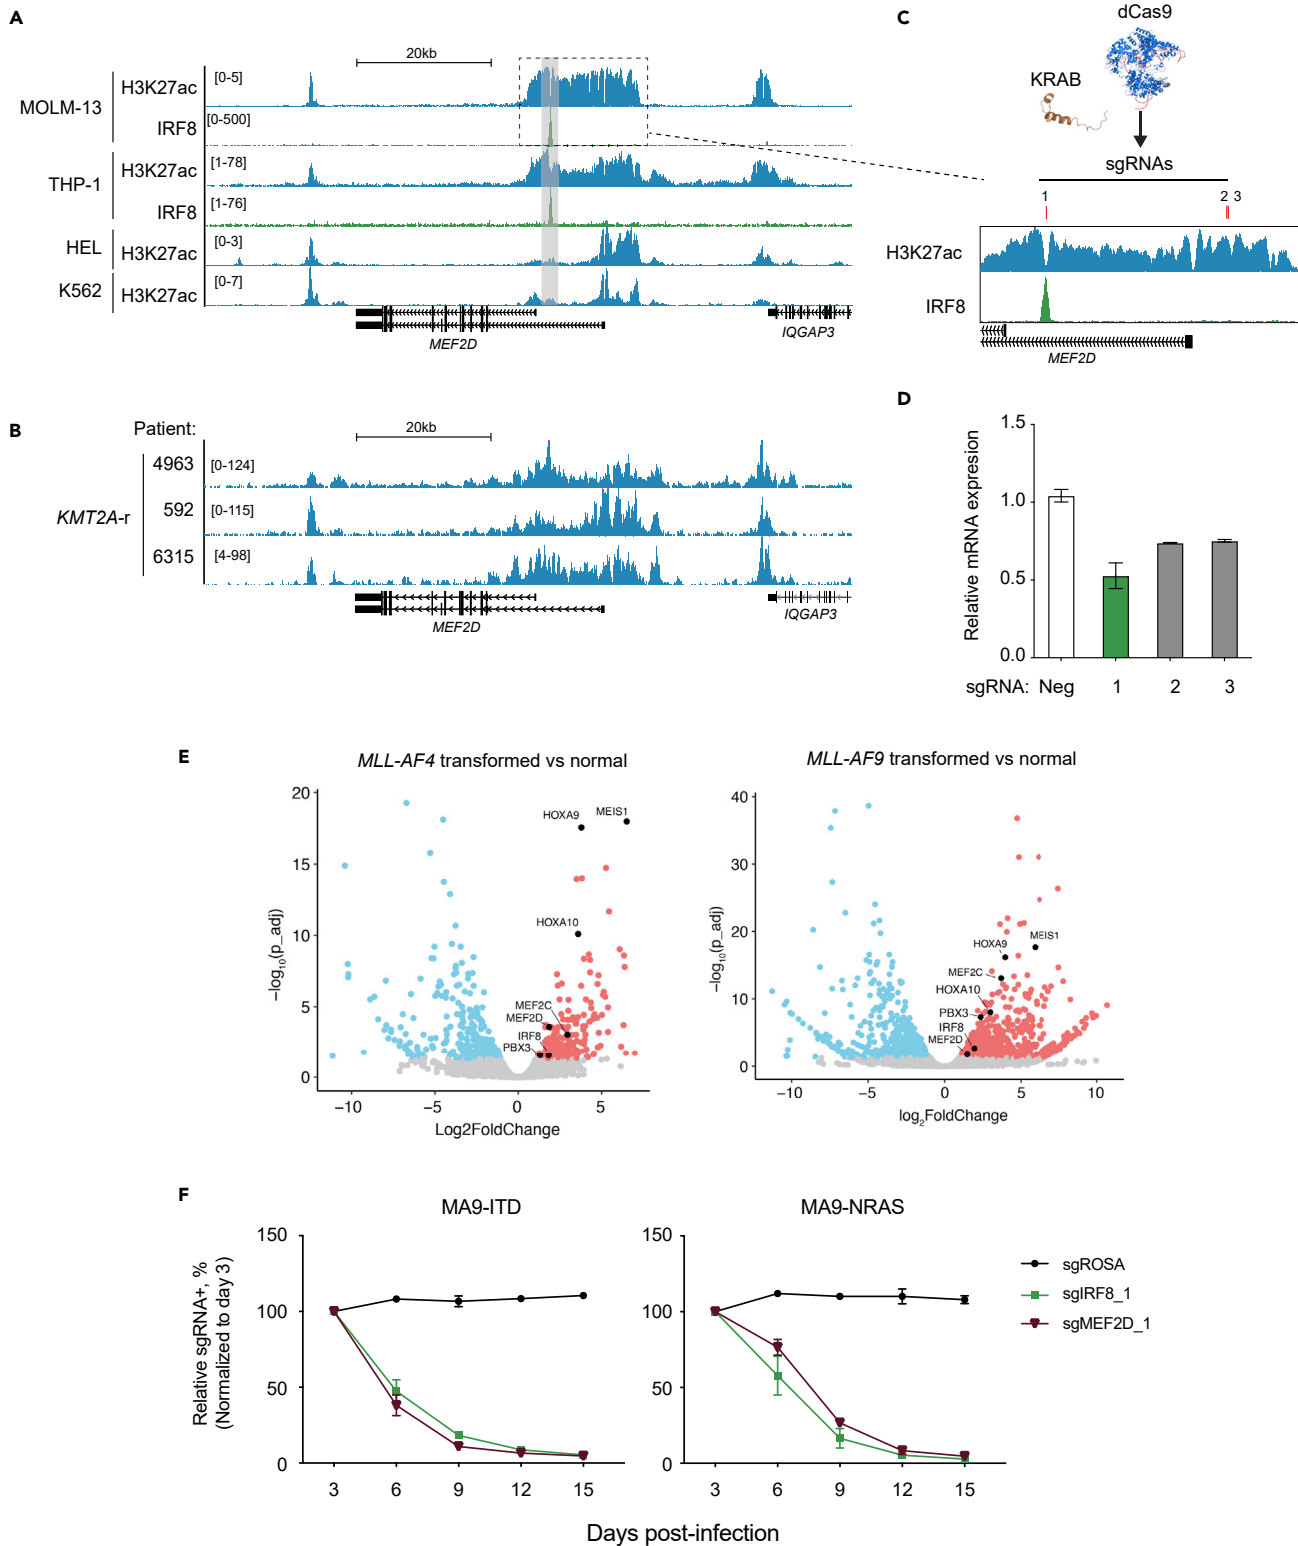 A
20kb
MOLM-13
H3K27ac
[0-5]
IRF8
[0-500]
THP-1
H3K27ac
[1-78]
IRF8
[1-76]
HEL
H3K27ac
[0-3]
K562
H3K27ac
[0-7]
MEF2D
IQGAP3
B
Patient:
20kb
KMT2A-r
4963
[0-124]
592
[0-115]
6315
[4-98]
MEF2D
IQGAP3
C
dCas9
KRAB
sgRNAs
1
2 3
H3K27ac
IRF8
MEF2D
D
Relative mRNA expresion
1.5
1.0
0.5
0.0
sgRNA: Neg 1 2 3
E
MLL-AF4 transformed vs normal
−log10(p_adj)
20
15
10
5
0
HOXA9
MEIS1
HOXA10
MEF2C
MEF2D
IRF8
PBX3
−10 −5 0 5
Log2FoldChange
MLL-AF9 transformed vs normal
−log10(p_adj)
40
30
20
10
0
MEIS1
HOXA9
MEF2C
HOXA10
PBX3
IRF8
MEF2D
−10 −5 0 5 10
log2FoldChange
F
MA9-ITD
Relative sgRNA+, %
(Normalized to day 3)
150
100
50
0
3 6 9 12 15
MA9-NRAS
150
100
50
0
3 6 9 12 15
sgROSA
sgIRF8_1
sgMEF2D_1
Days post-infection